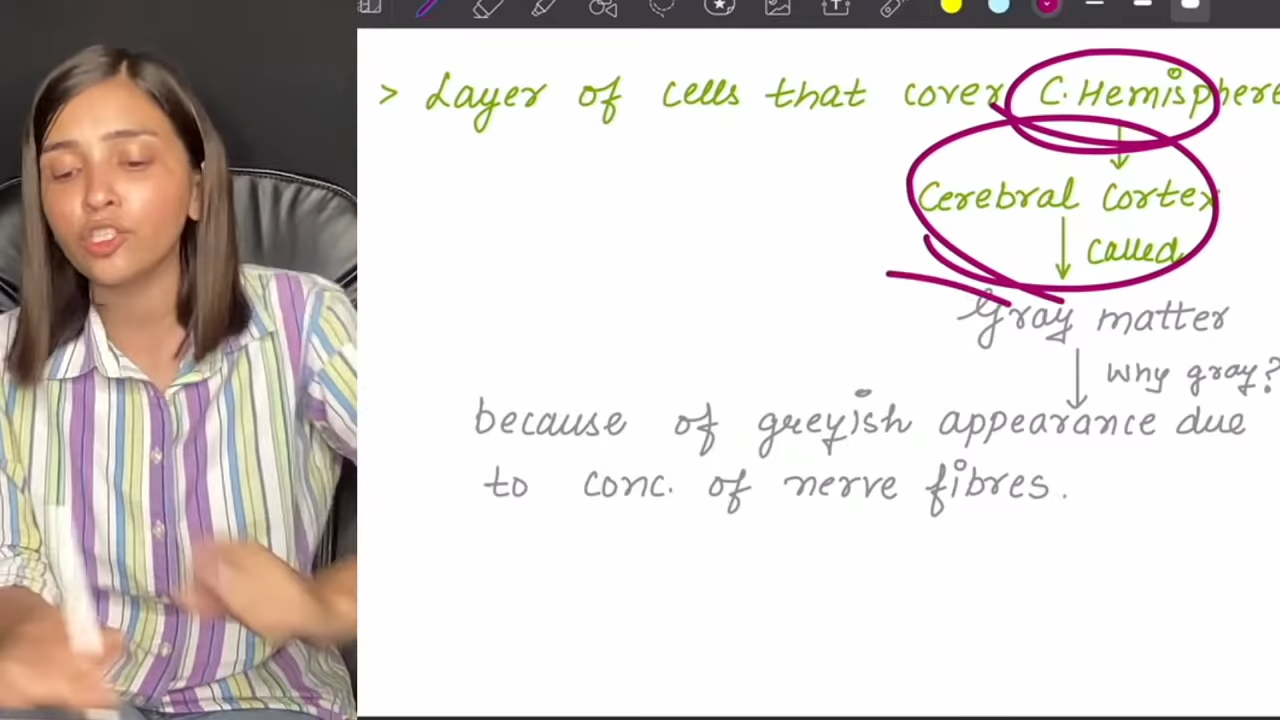 > Layer of cells that cover C. Hemisphere
Cerebral Cortex
Called
Gray matter
Why gray?
because of greyish appearance due
to conc. of nerve fibres.